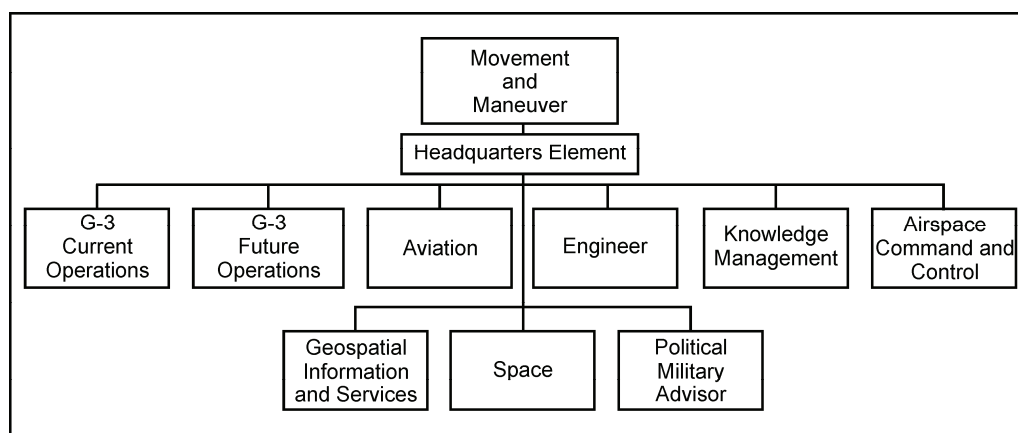 Movement
and
Maneuver
Headquarters Element
G-3
Current
Operations
G-3
Future
Operations
Aviation
Engineer
Knowledge
Management
Airspace
Command and
Control
Geospatial
Information
and Services
Space
Political
Military
Advisor